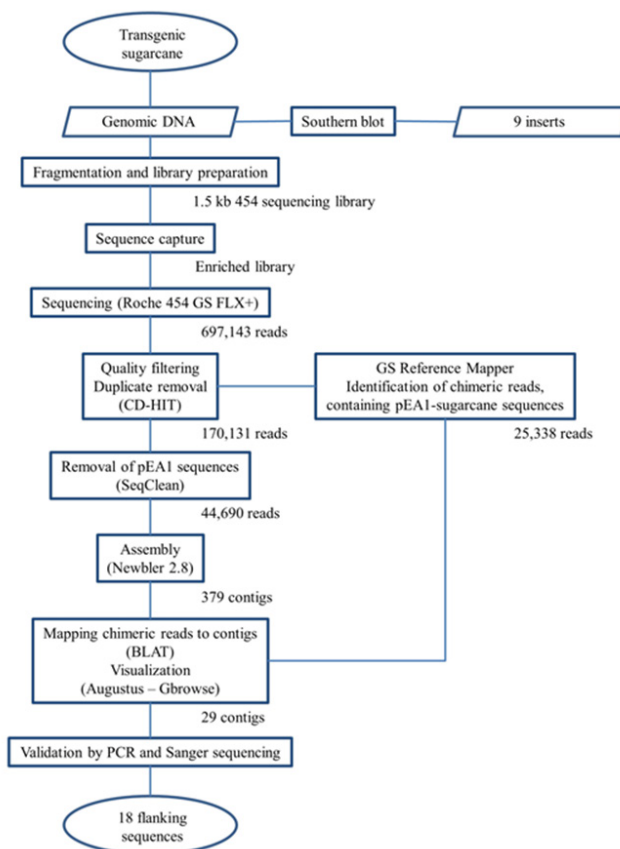 Transgenic
sugarcane
Genomic DNA
Southern blot
9 inserts
Fragmentation and library preparation
1.5 kb 454 sequencing library
Sequence capture
Enriched library
Sequencing (Roche 454 GS FLX+)
697,143 reads
Quality filtering
Duplicate removal
(CD-HIT)
GS Reference Mapper
Identification of chimeric reads,
containing pEA1-sugarcane sequences
170,131 reads
25,338 reads
Removal of pEA1 sequences
(SeqClean)
44,690 reads
Assembly
(Newbler 2.8)
379 contigs
Mapping chimeric reads to contigs
(BLAT)
Visualization
(Augustus – Gbrowse)
29 contigs
Validation by PCR and Sanger sequencing
18 flanking
sequences